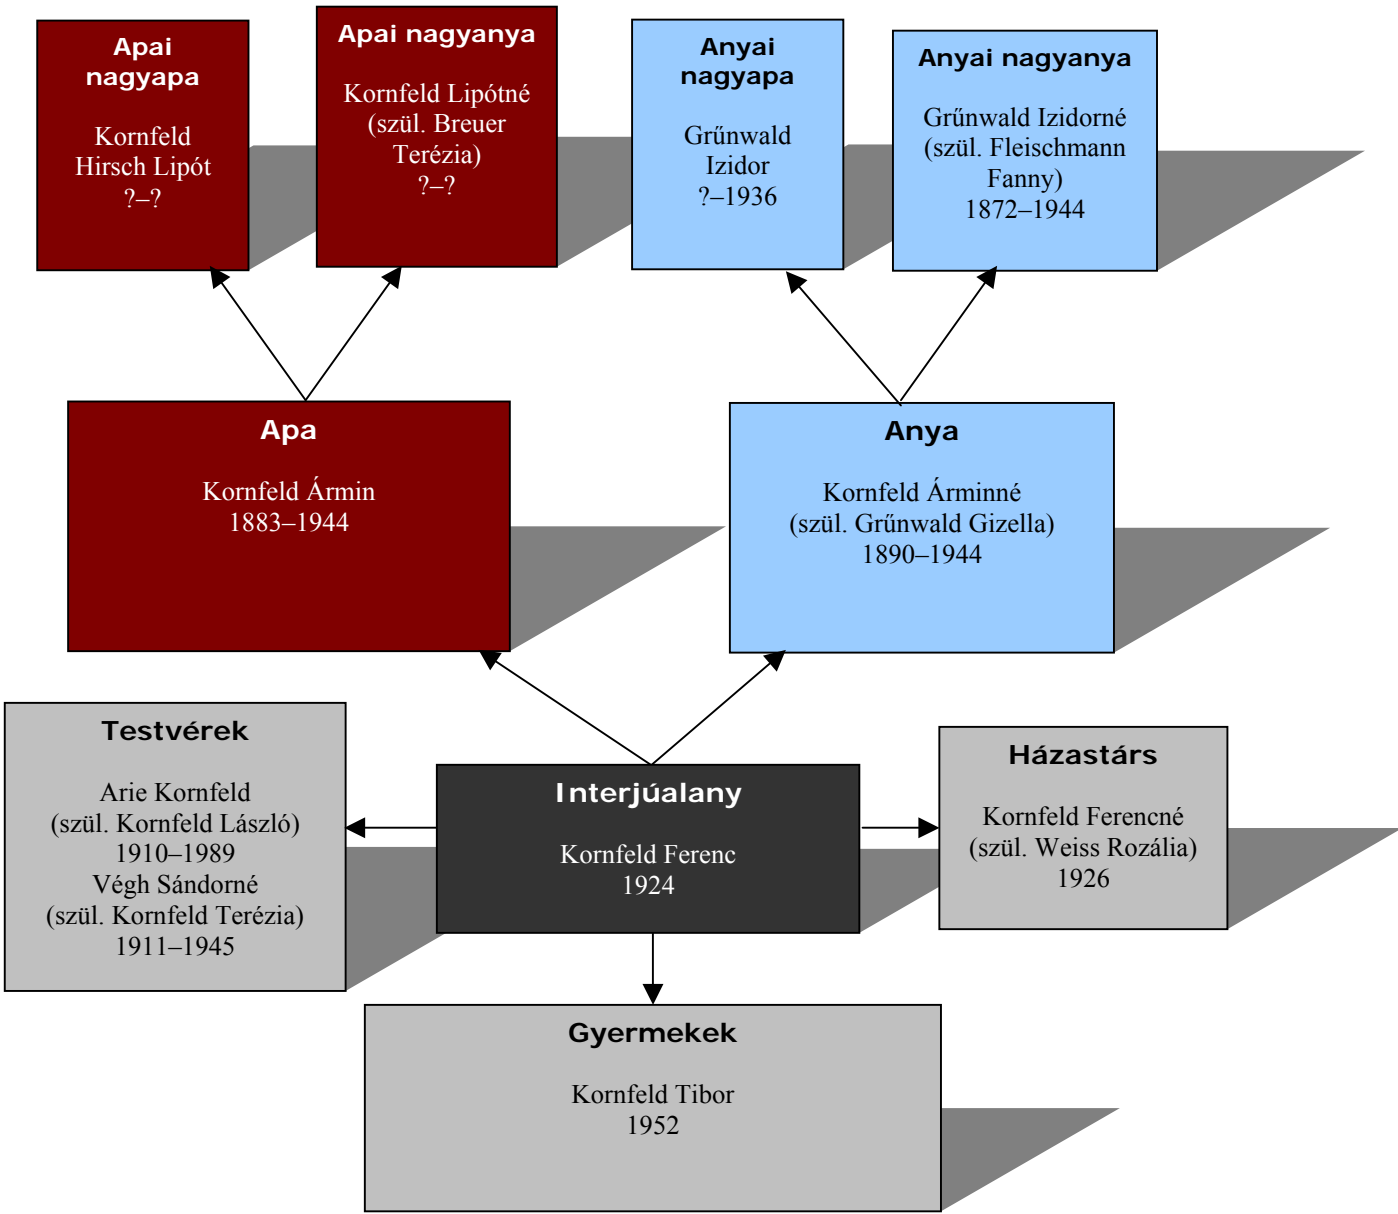 Apai
nagyapa
Kornfeld
Hirsch Lipót
?–?
Apai nagyanya
Kornfeld Lipótné
(szül. Breuer
Terézia)
?–?
Anyai
nagyapa
Grűnwald
Izidor
?–1936
Anyai nagyanya
Grűnwald Izidorné
(szül. Fleischmann
Fanny)
1872–1944
Apa
Kornfeld Ármin
1883–1944
Anya
Kornfeld Árminné
(szül. Grűnwald Gizella)
1890–1944
Testvérek
Arie Kornfeld
(szül. Kornfeld László)
1910–1989
Végh Sándorné
(szül. Kornfeld Terézia)
1911–1945
Interjúalany
Kornfeld Ferenc
1924
Házastárs
Kornfeld Ferencné
(szül. Weiss Rozália)
1926
Gyermekek
Kornfeld Tibor
1952